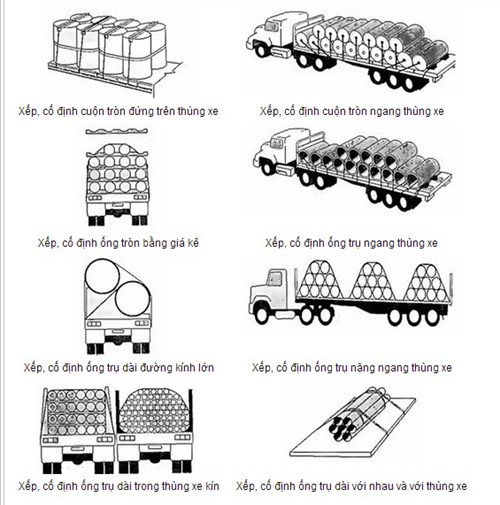 Xếp, cố định cuộn tròn đứng trên thùng xe
Xếp, cố định cuộn tròn ngang thùng xe
Xếp, cố định ống tròn bằng giá kê
Xếp, cố định ống trụ ngang thùng xe
Xếp, cố định ống trụ dài đường kính lớn
Xếp, cố định ống trụ nặng ngang thùng xe
Xếp, cố định ống trụ dài trong thùng xe kín
Xếp, cố định ống trụ dài với nhau và với thùng xe